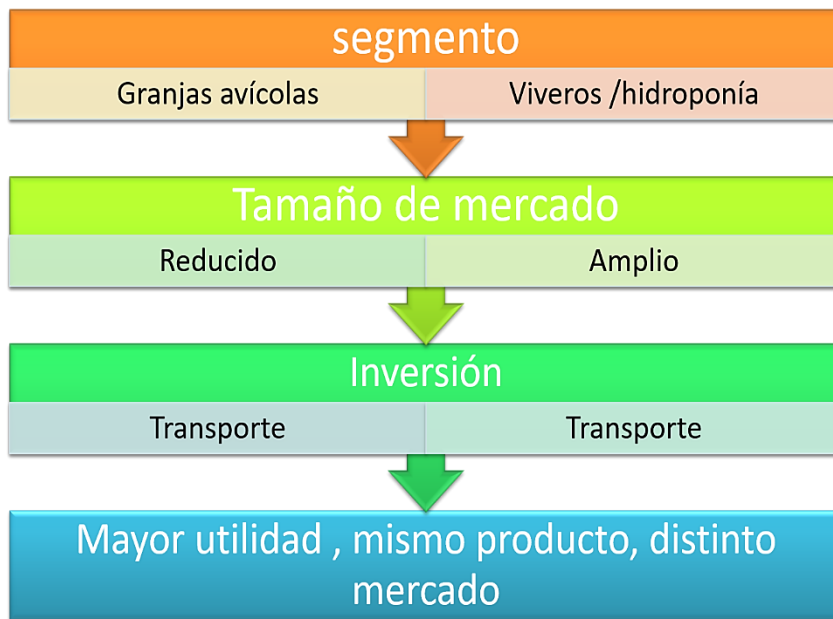 segmento
Granjas avícolas
Viveros /hidroponía
Tamaño de mercado
Reducido
Amplio
Inversión
Transporte
Transporte
Mayor utilidad , mismo producto, distinto
mercado